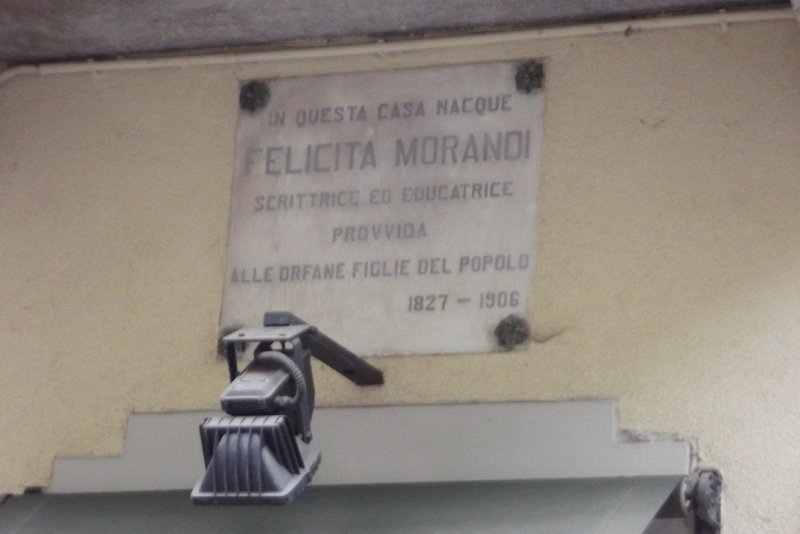 IN QUESTA CASA NACQUE
FELICITA MORANDI
SCRITTRICE ED EDUCATRICE
PROVVIDA
ALLE ORFANE FIGLIE DEL POPOLO
1827 - 1906